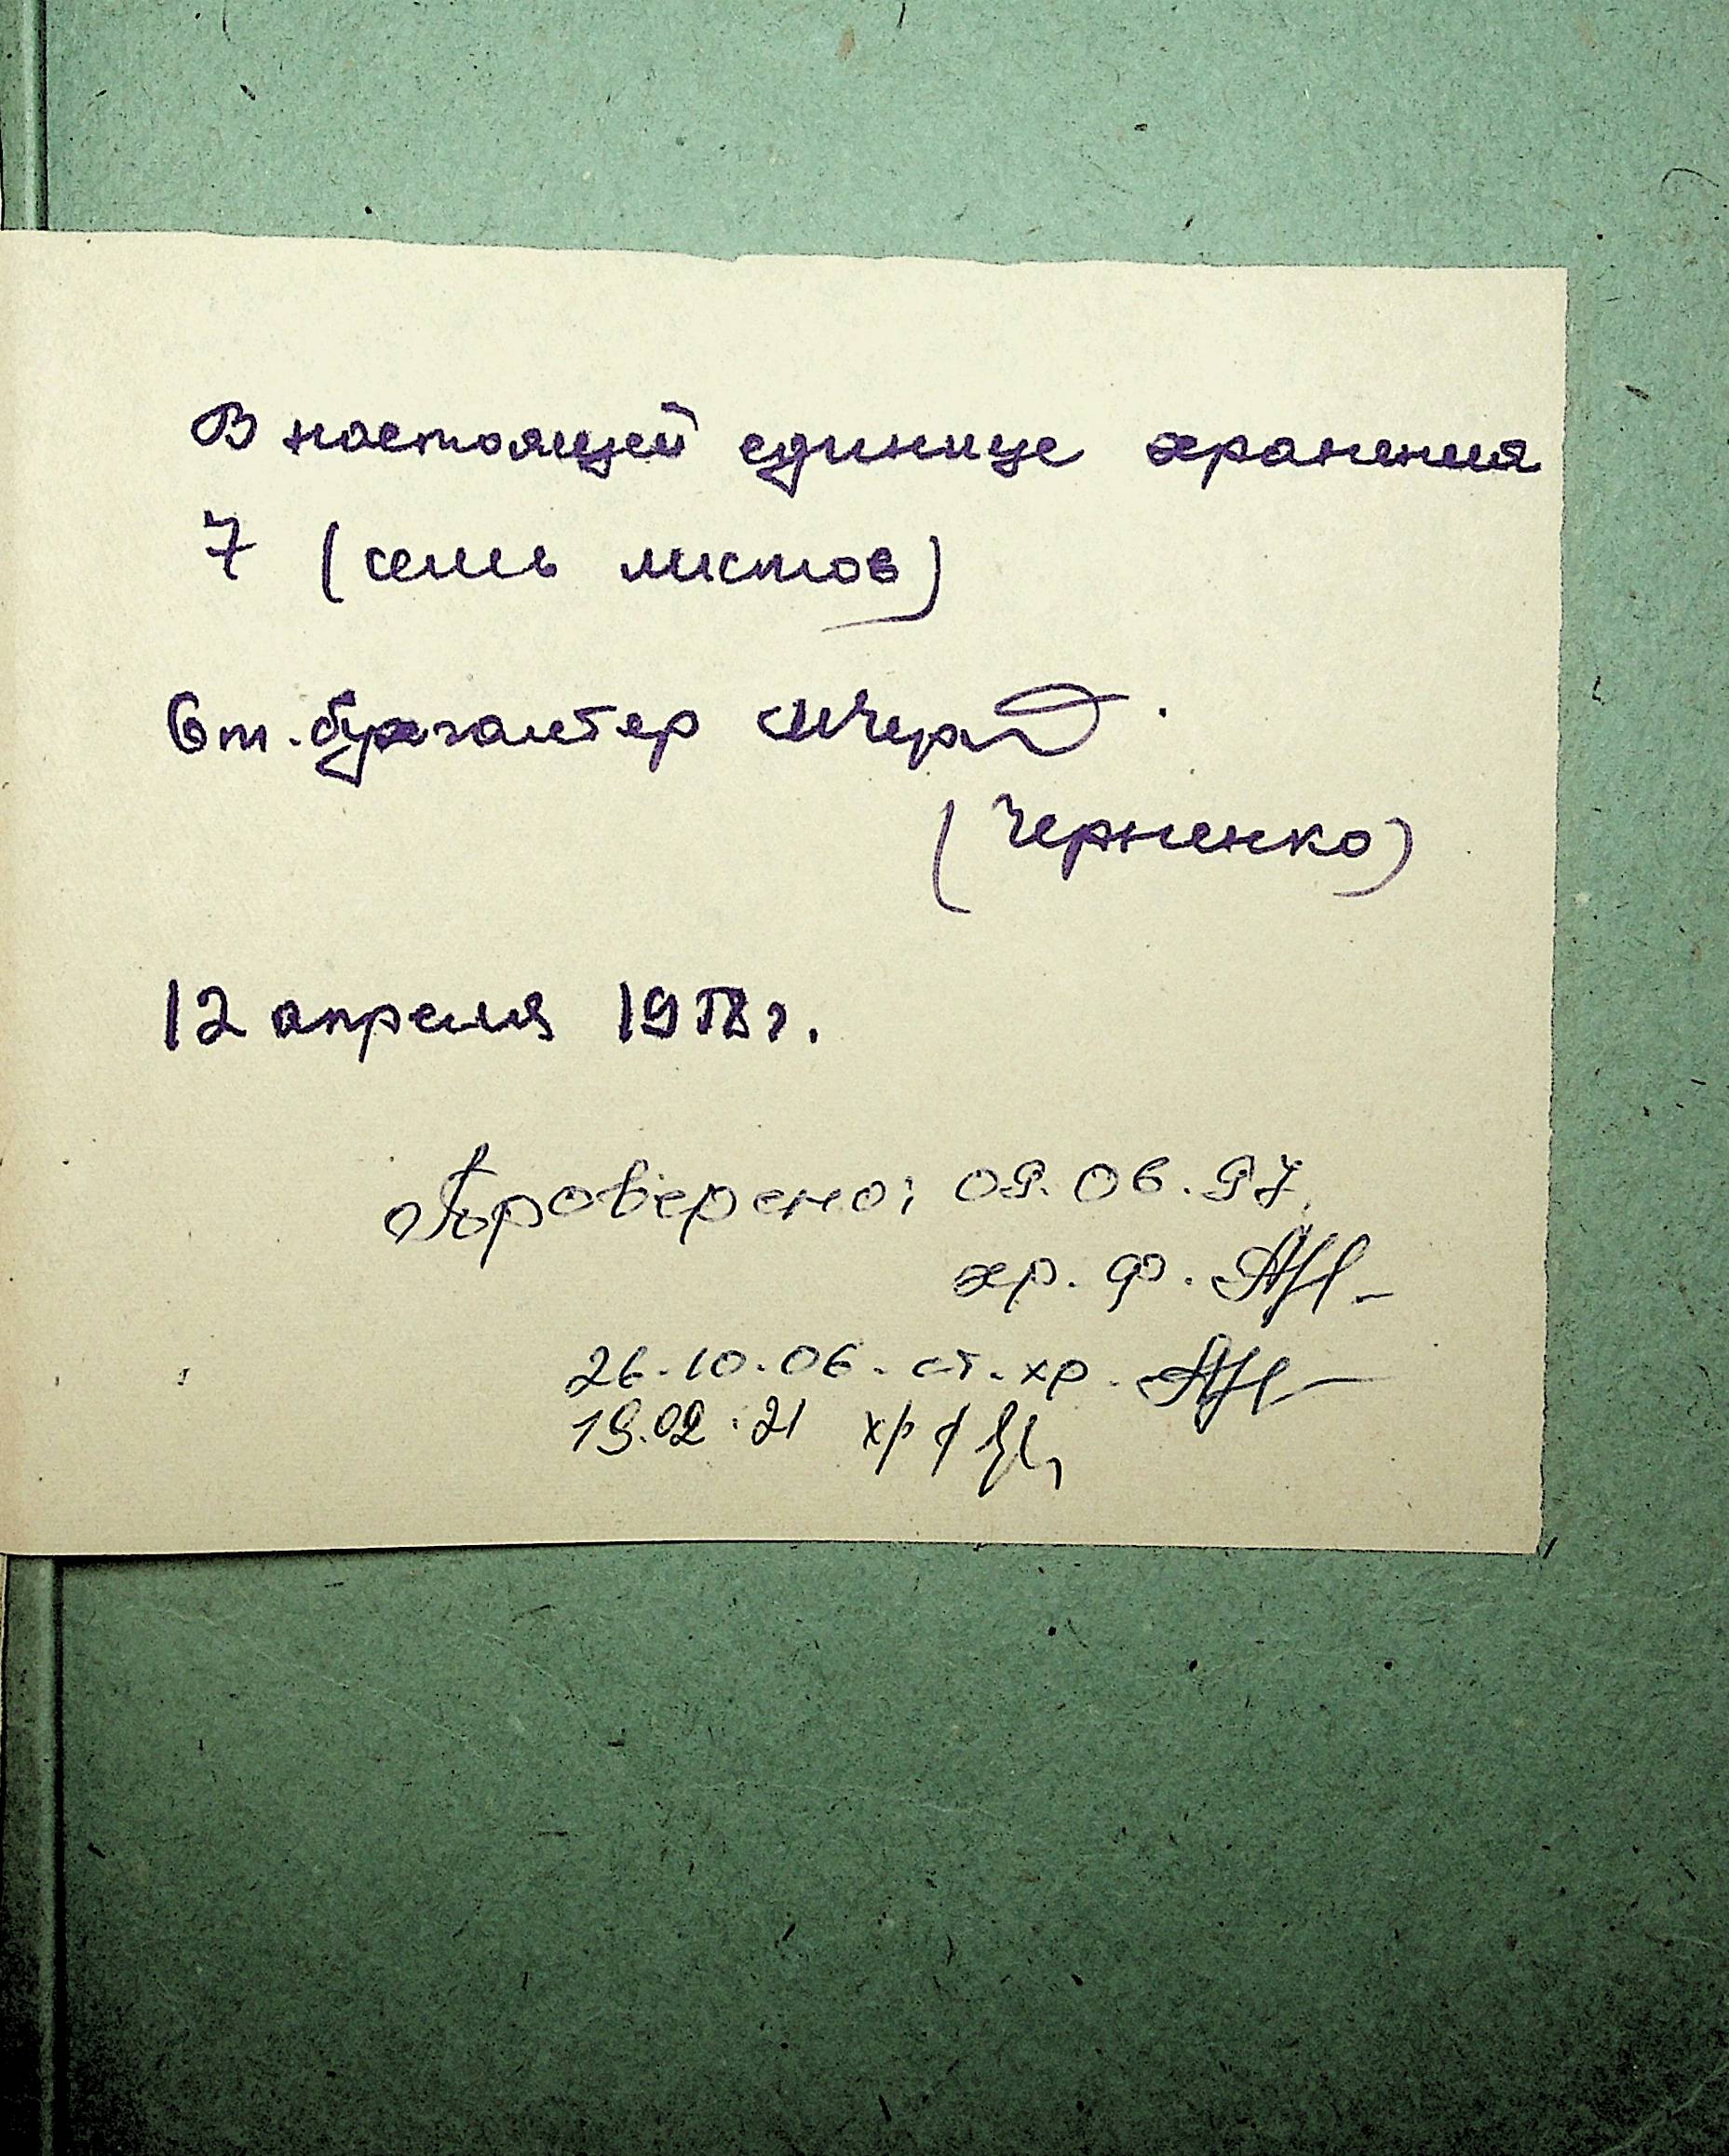 В настоящей единице хранения
7 (семь листов)
Ст. бухгалтер
(Черненко)
12 апреля 1958 г.
Проверено: 09.06.97.
хр. ф.
26.10.06. ст. хр.
19.02.21 хр ф